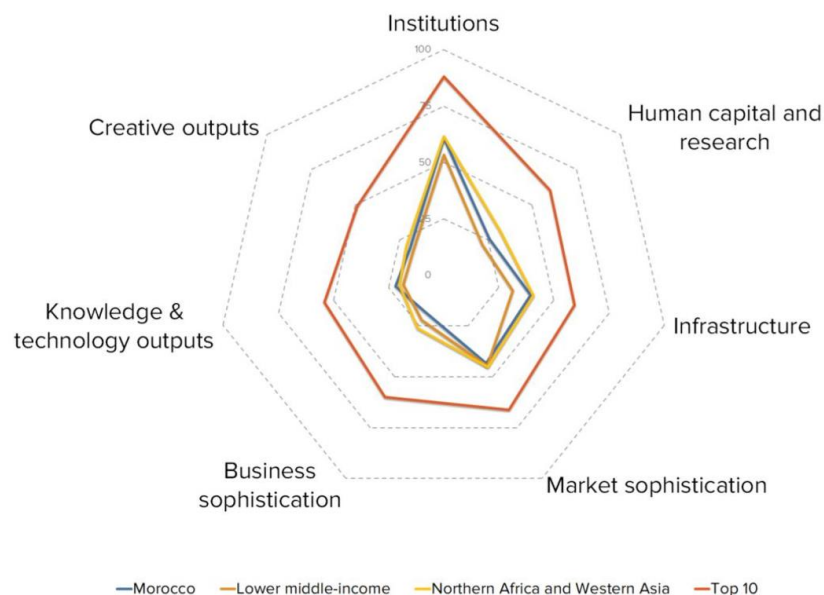 Institutions
100
Human capital and
research
Creative outputs
75
50
25
0
Knowledge &
technology outputs
Infrastructure
Business
sophistication
Market sophistication
Morocco
Lower middle-income
Northern Africa and Western Asia
Top 10